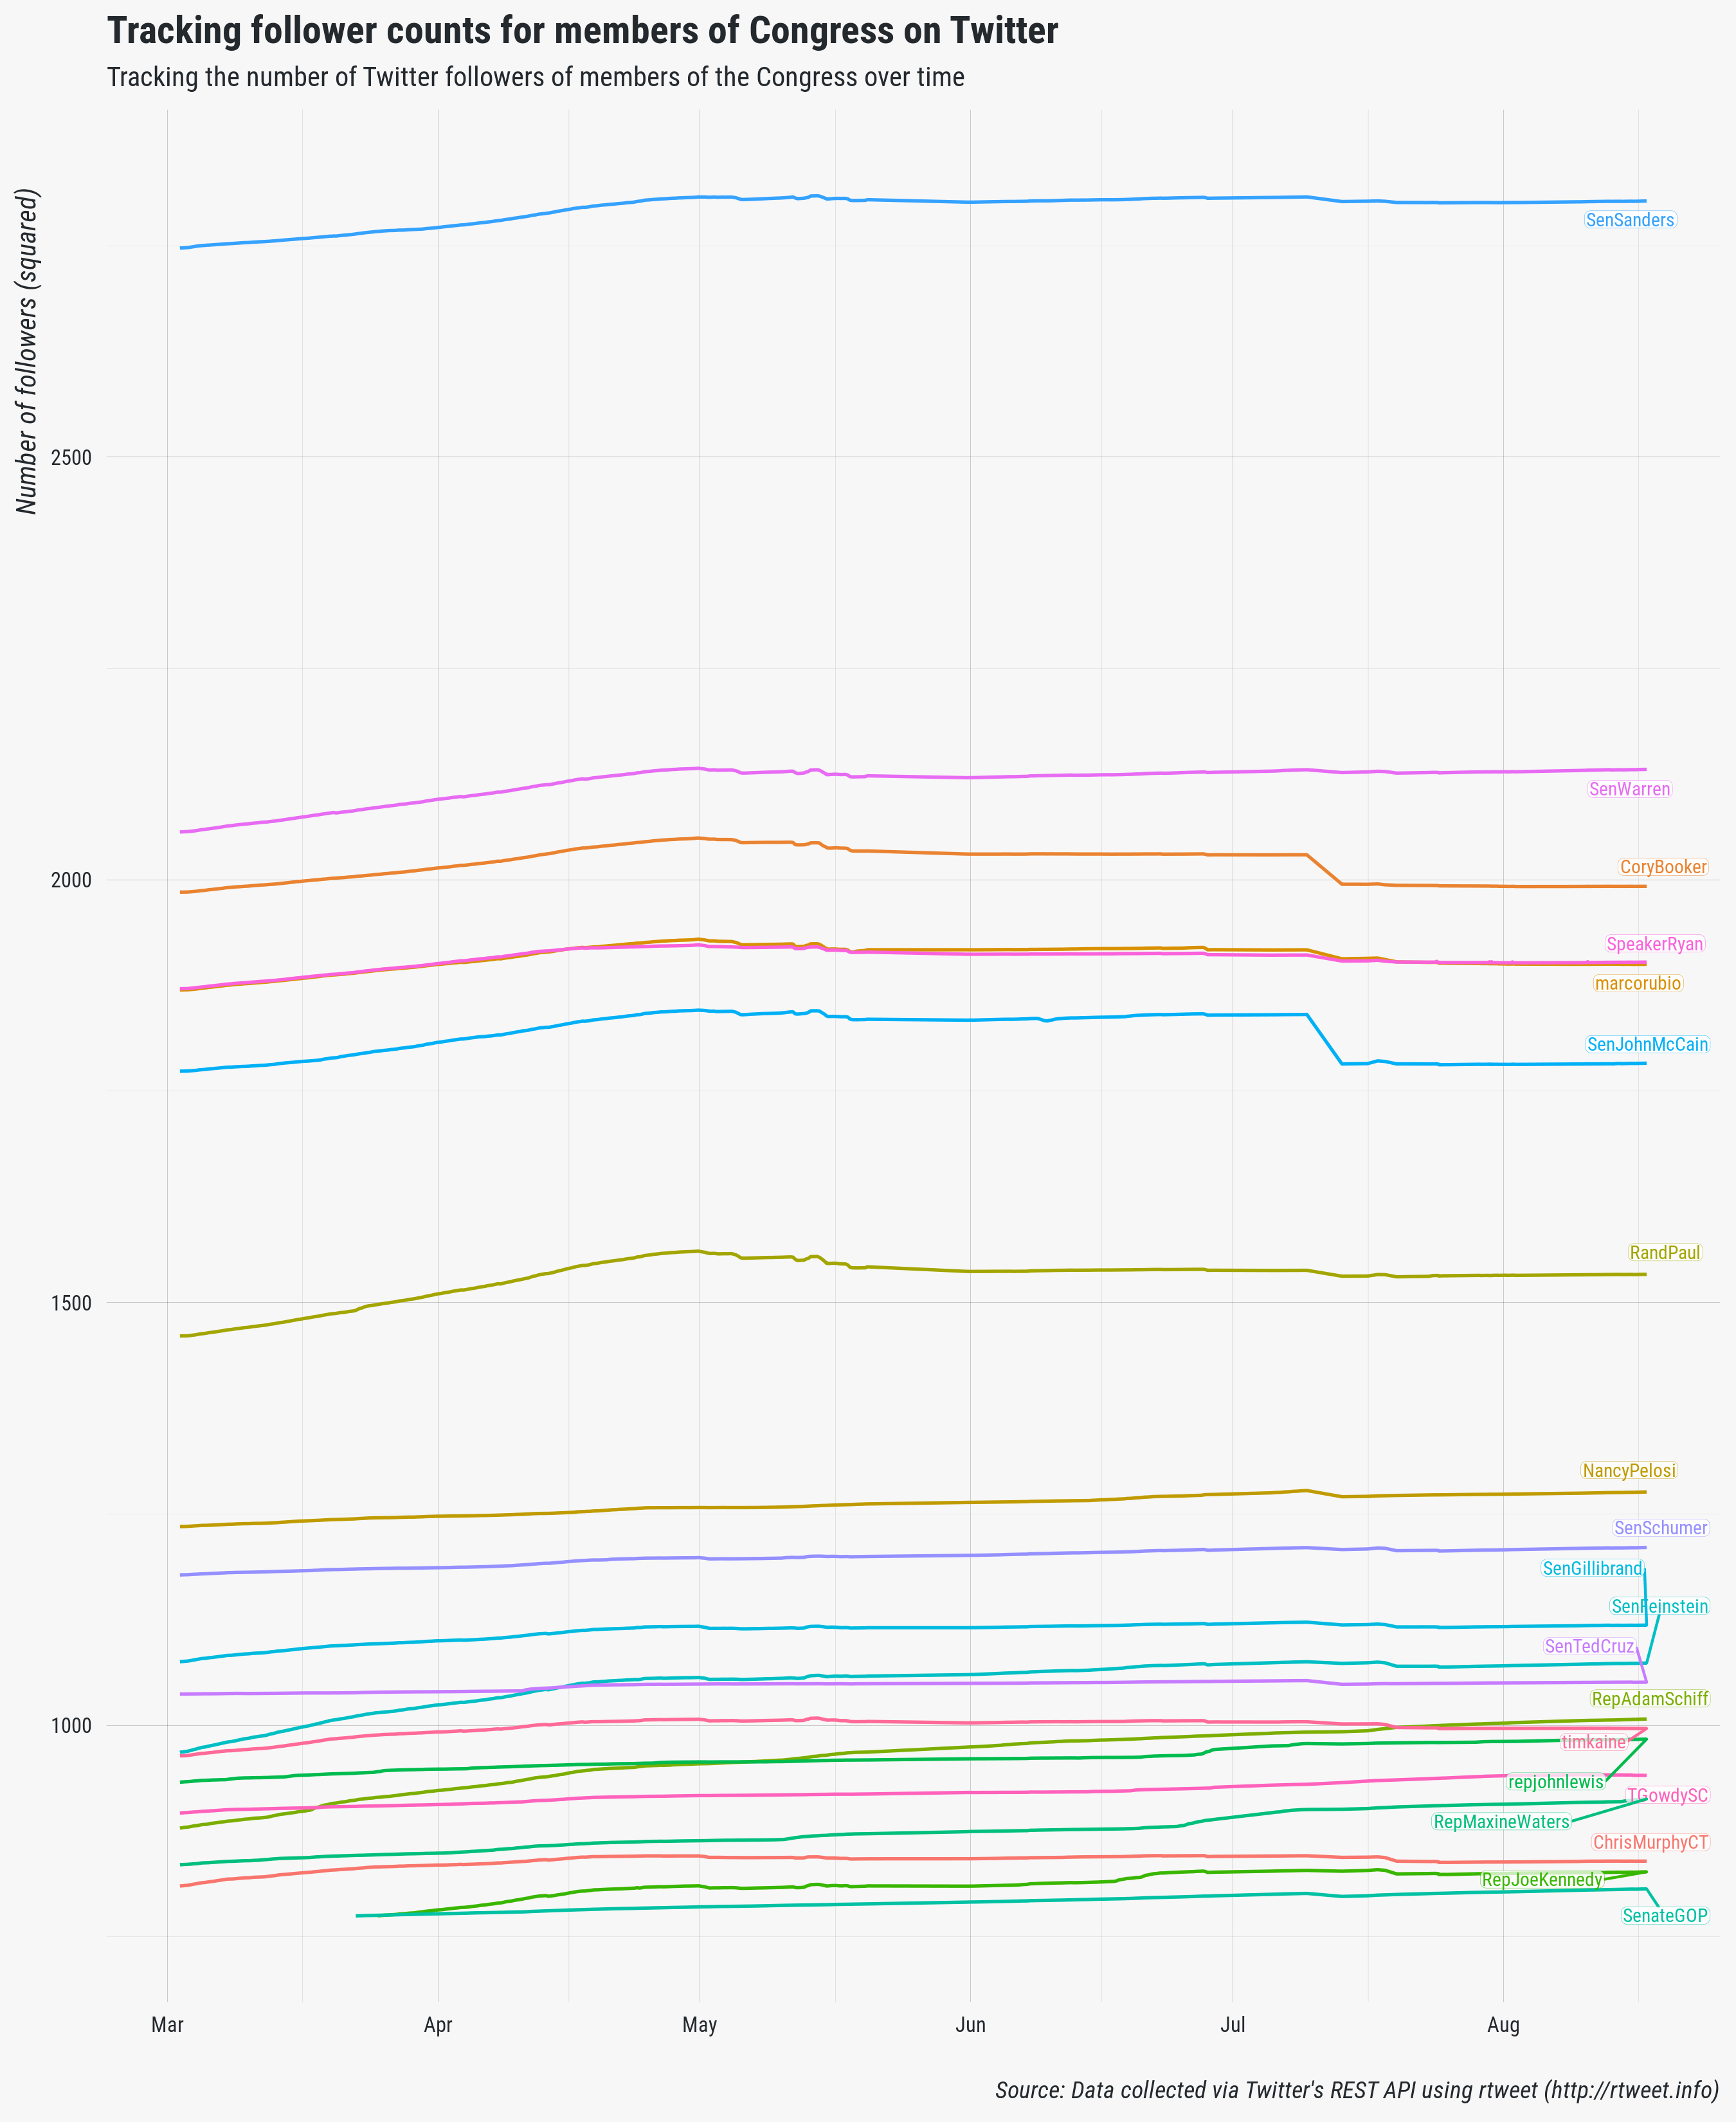 Tracking follower counts for members of Congress on Twitter
Tracking the number of Twitter followers of members of the Congress over time
Number of followers (squared)
2500
2000
1500
1000
SenSanders
SenWarren
CoryBooker
SpeakerRyan
marcorubio
SenJohnMcCain
RandPaul
NancyPelosi
SenSchumer
SenGillibrand
SenFeinstein
SenTedCruz
RepAdamSchiff
timkaine
repjohnlewis
TGowdySC
RepMaxineWaters
ChrisMurphyCT
RepJoeKennedy
SenateGOP
Mar
Apr
May
Jun
Jul
Aug
Source: Data collected via Twitter's REST API using rtweet (http://rtweet.info)